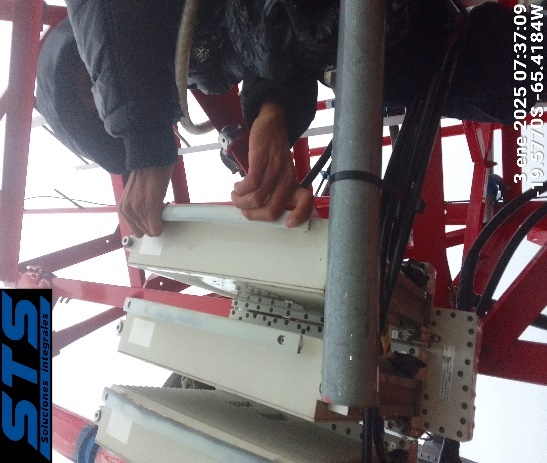 3 ene 2025 07:37:09
-19.5770S -65.4184W
STS
Soluciones integrales